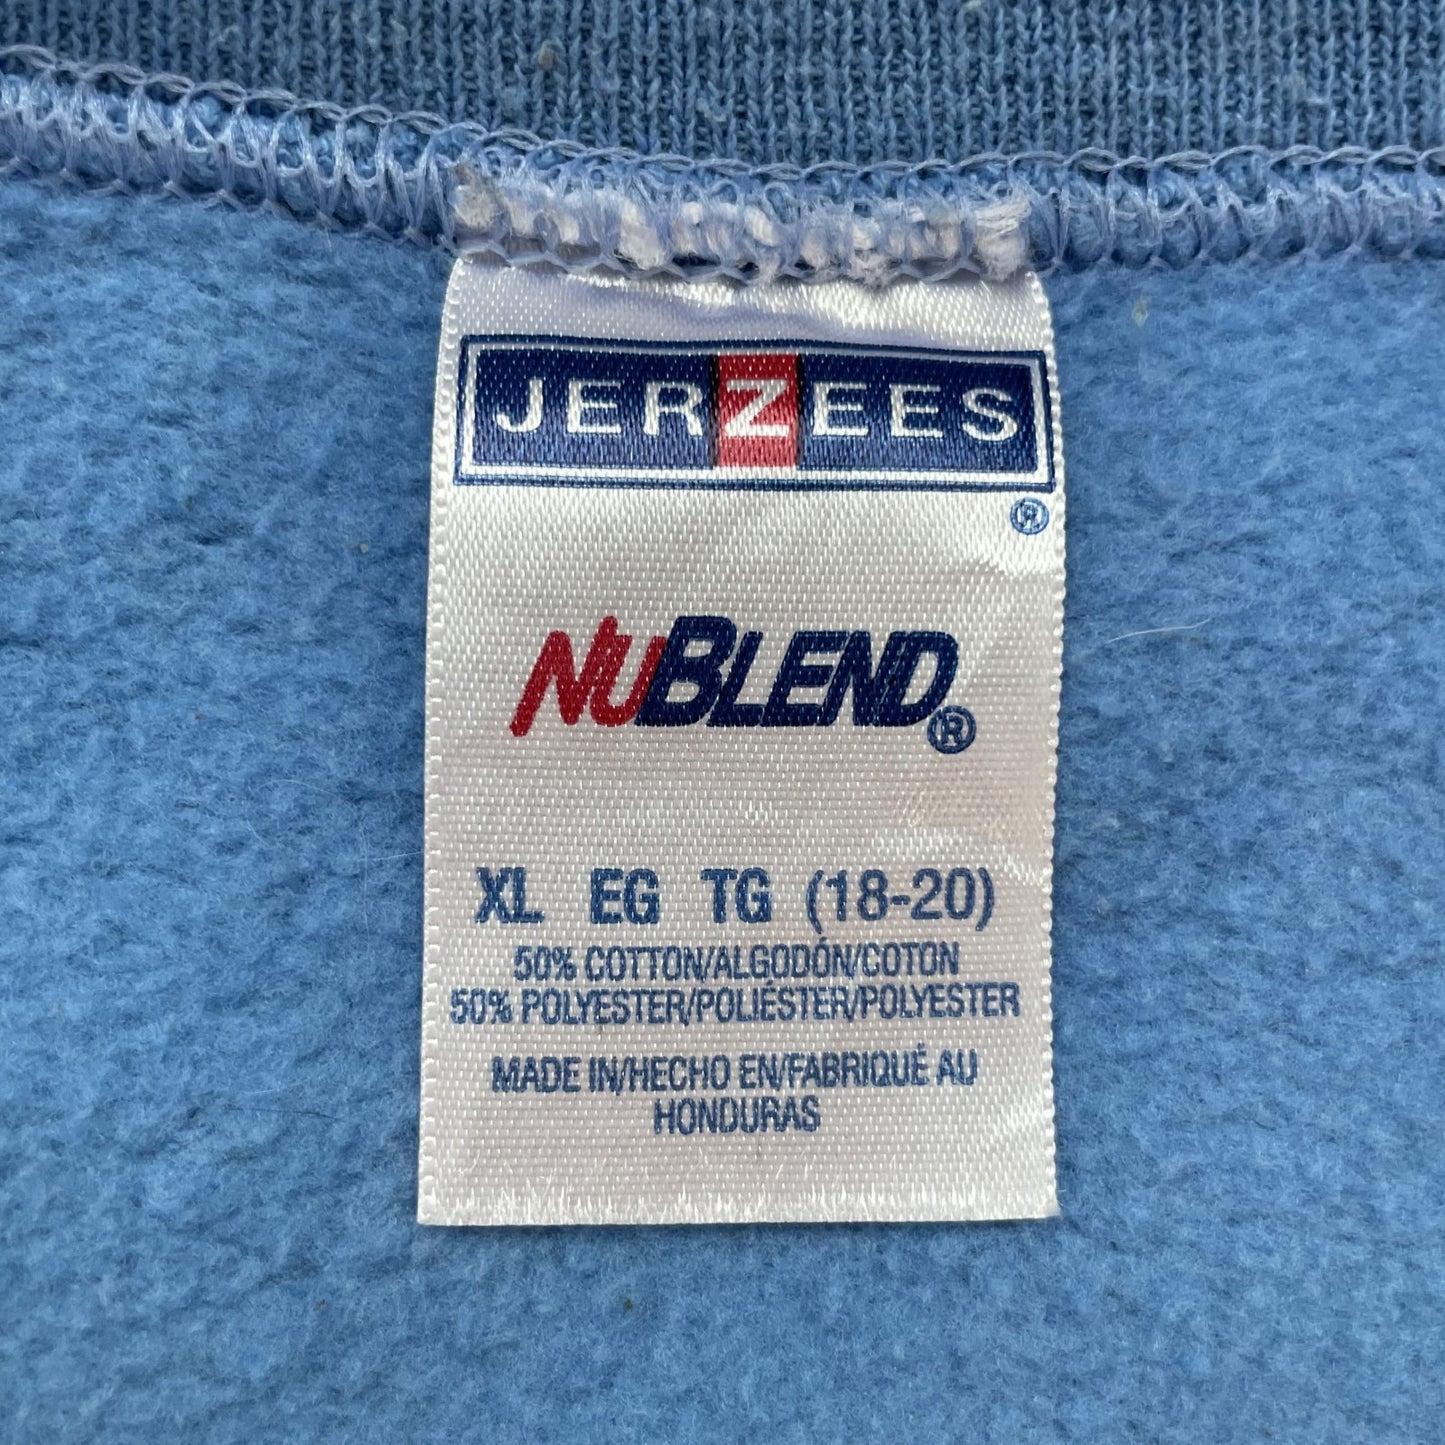 JERZEES
®
NUBLEND®
XL EG TG (18-20)
50% COTTON/ALGODÓN/COTON
50% POLYESTER/POLIÉSTER/POLYESTER
MADE IN/HECHO EN/FABRIQUÉ AU
HONDURAS